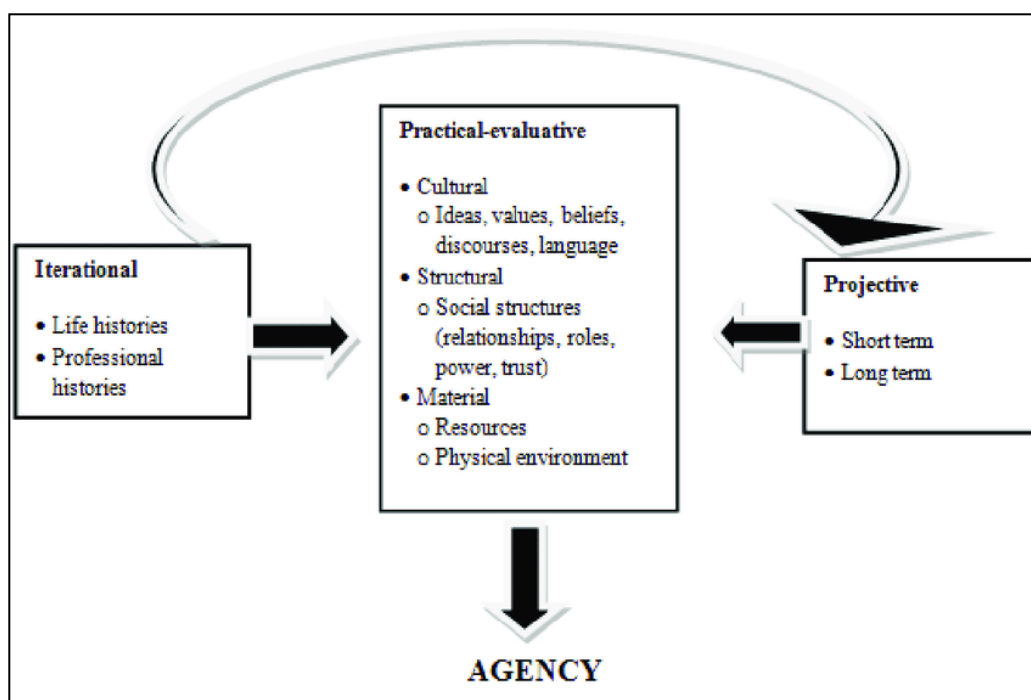 Iterational
• Life histories
• Professional
histories
Practical-evaluative
• Cultural
o Ideas, values, beliefs,
discourses, language
• Structural
o Social structures
(relationships, roles,
power, trust)
• Material
o Resources
o Physical environment
Projective
• Short term
• Long term
AGENCY